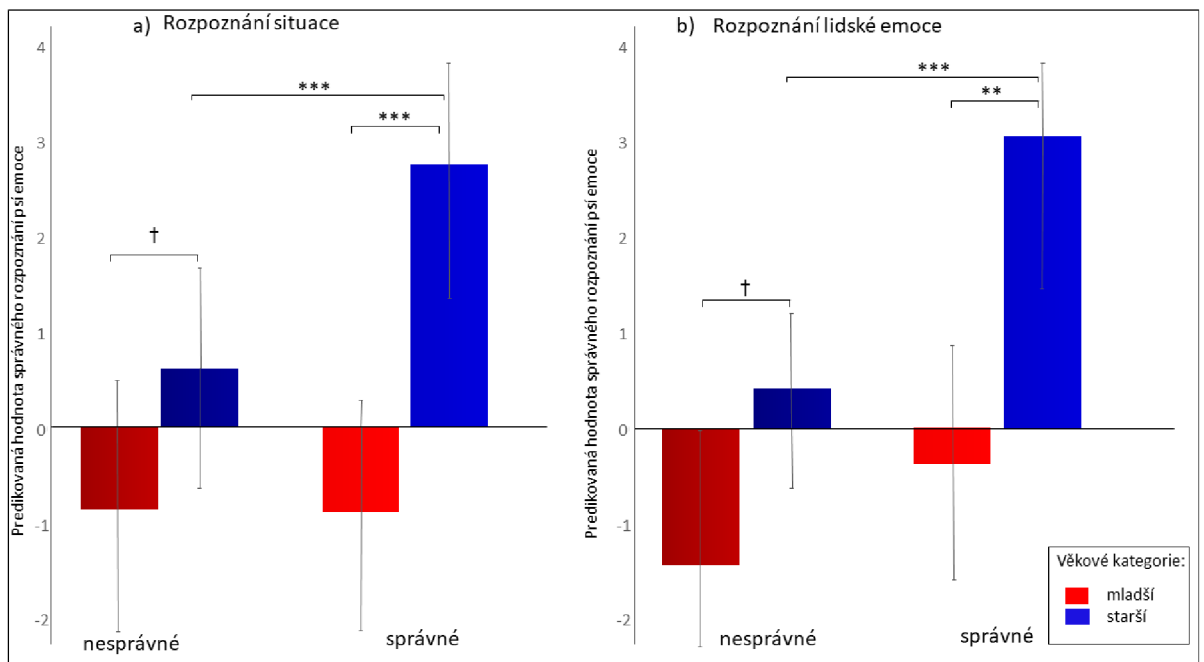 a) Rozpoznání situace
Predikovaná hodnota správného rozpoznání psí emoce
4
3
2
1
0
-1
-2
***
***
†
nesprávné
správné
b) Rozpoznání lidské emoce
Predikovaná hodnota správného rozpoznání psí emoce
4
3
2
1
0
-1
-2
***
**
†
nesprávné
správné
Věkové kategorie:
mladší
starší